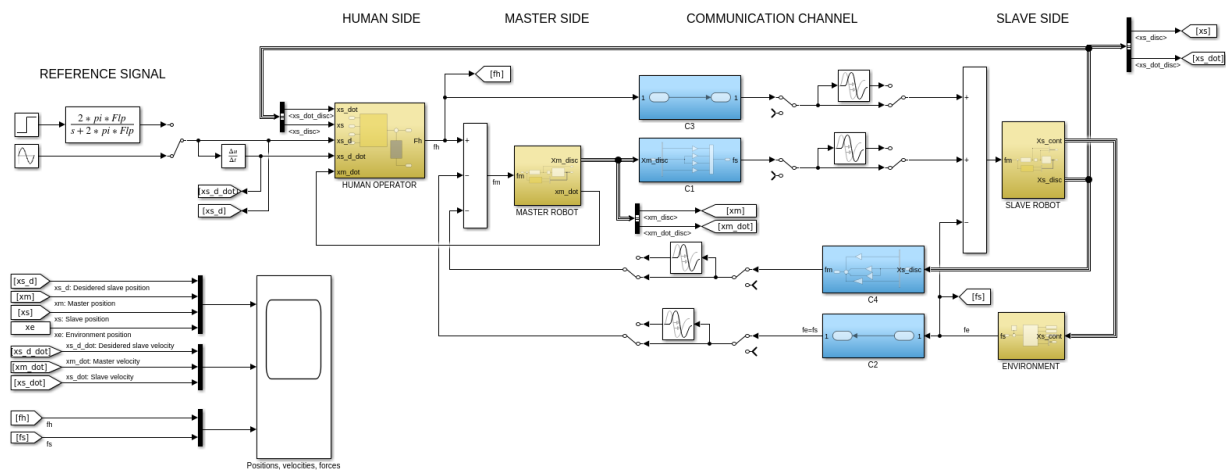 HUMAN SIDE
MASTER SIDE
COMMUNICATION CHANNEL
SLAVE SIDE
REFERENCE SIGNAL
<xs_disc>
[xs]
<xs_dot_disc>
[xs_dot]
2 * pi * Flp
s + 2 * pi * Flp
Δu
Δt
[xs_d_dot]
[xs_d]
<xs_dot_disc>
<xs_disc>
xs_dot
xs
xs_d
xs_d_dot
xm_dot
Fh
HUMAN OPERATOR
[fh]
fh
+
−
−
fm
fm
Xm_disc
xm_dot
MASTER ROBOT
1
1
C3
Xm_disc
fs
C1
<xm_disc>
[xm]
<xm_dot_disc>
[xm_dot]
+
+
−
fm
Xs_cont
Xs_disc
SLAVE ROBOT
fm
Xs_disc
C4
[fs]
fe=fs
1
1
C2
fe
fs
Xs_cont
ENVIRONMENT
[xs_d]
xs_d: Desidered slave position
[xm]
xm: Master position
[xs]
xs: Slave position
xe
xe: Environment position
[xs_d_dot]
xs_d_dot: Desidered slave velocity
[xm_dot]
xm_dot: Master velocity
[xs_dot]
xs_dot: Slave velocity
[fh]
fh
[fs]
fs
Positions, velocities, forces